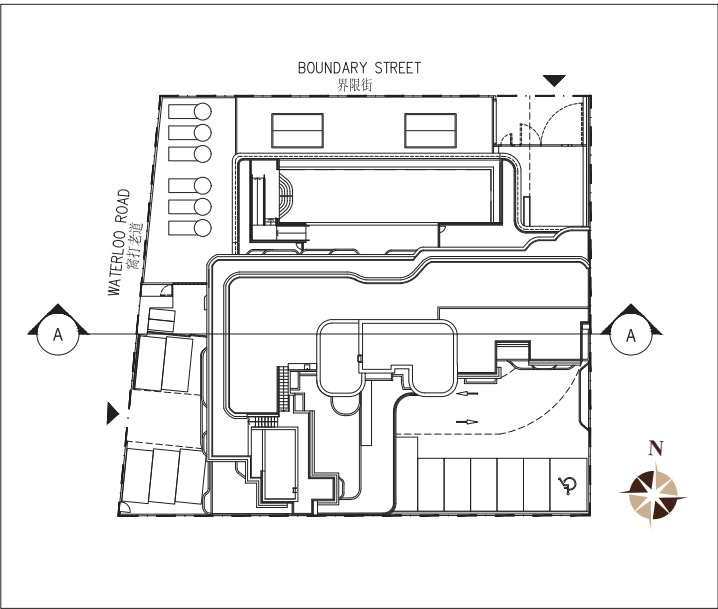 BOUNDARY STREET
界限街
WATERLOO ROAD
窩打老道
A
A
N